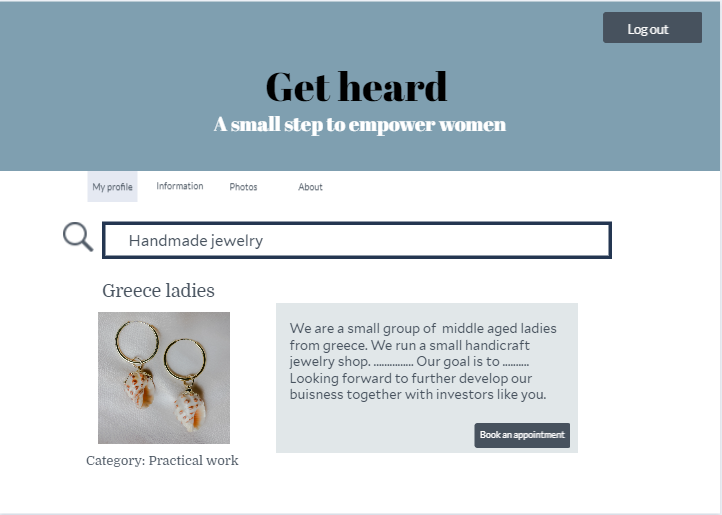 Log out
Get heard
A small step to empower women
My profile Information Photos About
Handmade jewelry
Greece ladies
We are a small group of middle aged ladies
from greece. We run a small handicraft
jewelry shop. ............... Our goal is to ..........
Looking forward to further develop our
buisness together with investors like you.
Book an appointment
Category: Practical work